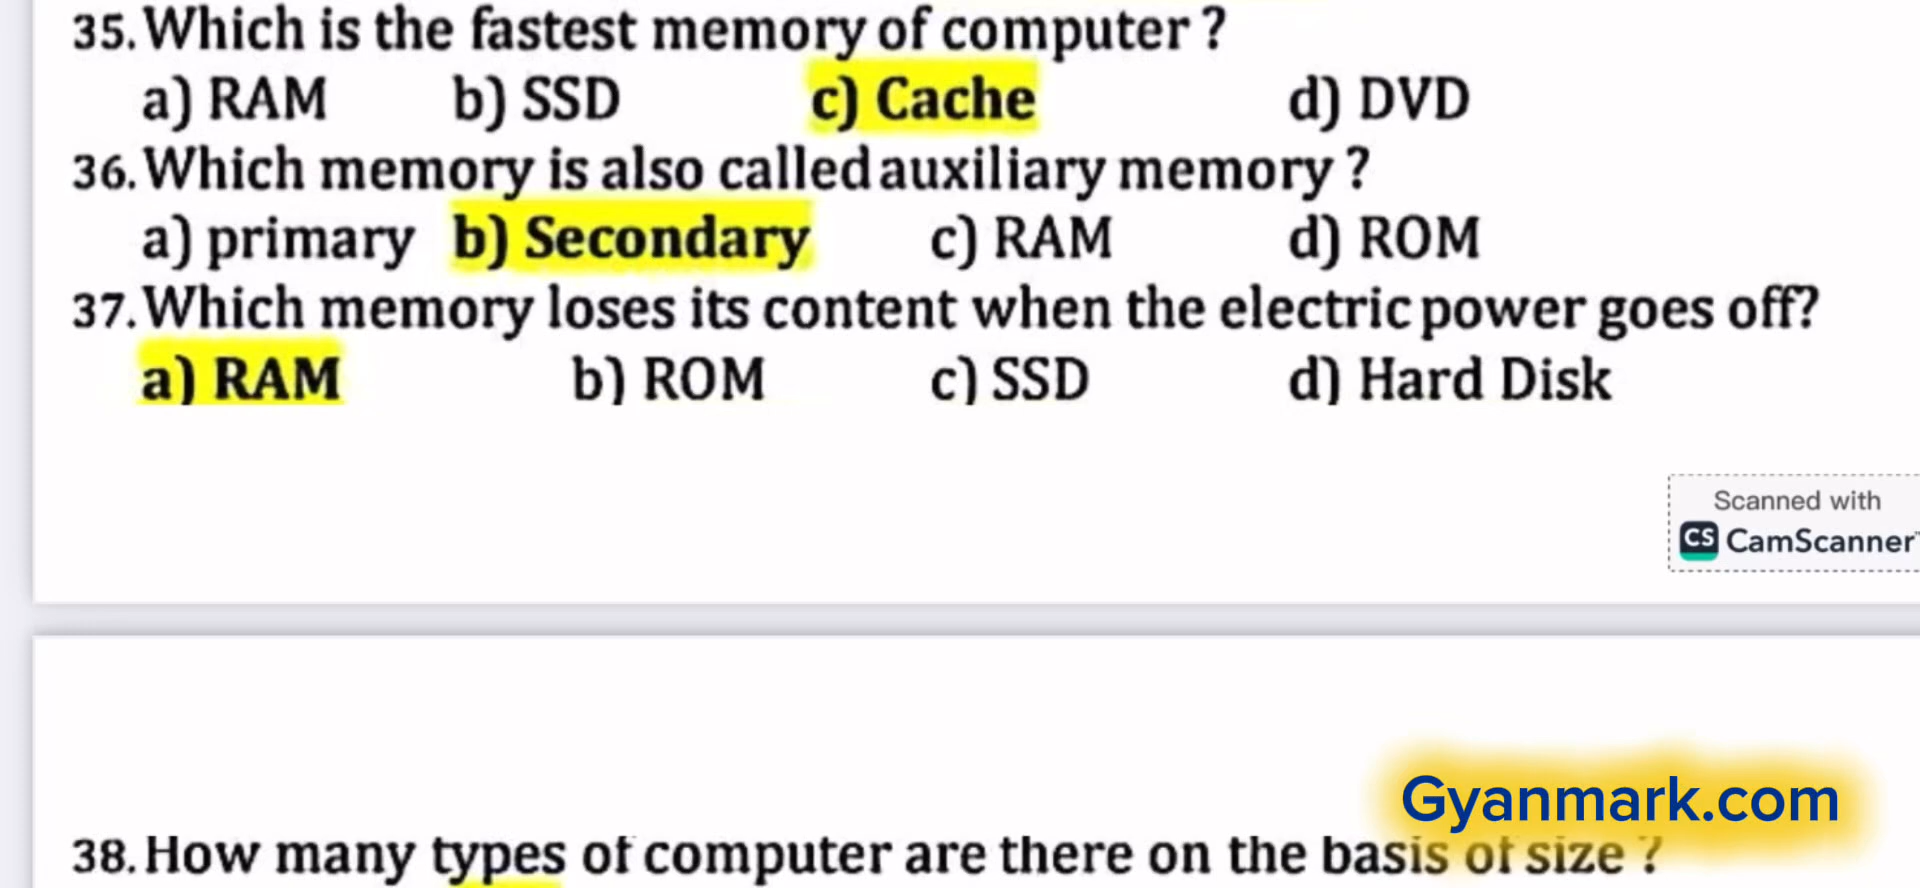 35. Which is the fastest memory of computer ?
a) RAM b) SSD c) Cache d) DVD
36. Which memory is also called auxiliary memory ?
a) primary b) Secondary c) RAM d) ROM
37. Which memory loses its content when the electric power goes off?
a) RAM b) ROM c) SSD d) Hard Disk
Scanned with
CS CamScanner™
Gyanmark.com
38. How many types of computer are there on the basis of size ?